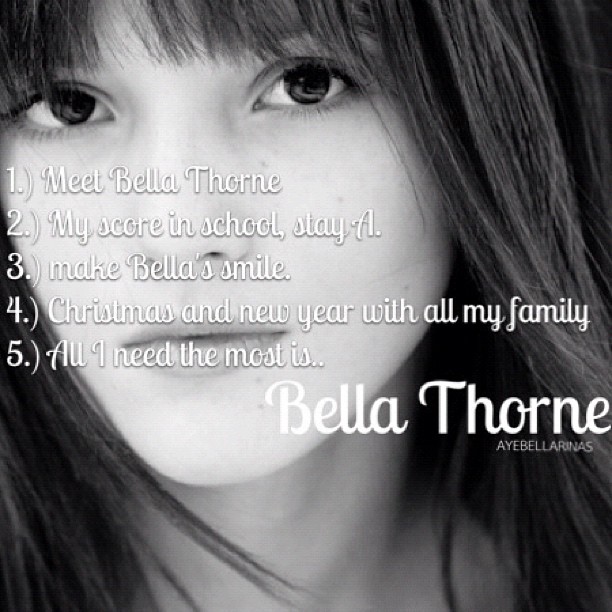 1.) Meet Bella Thorne
2.) My score in school, stay A.
3.) make Bella's smile.
4.) Christmas and new year with all my family
5.) All I need the most is..
Bella Thorne
AYEBELLARINAS